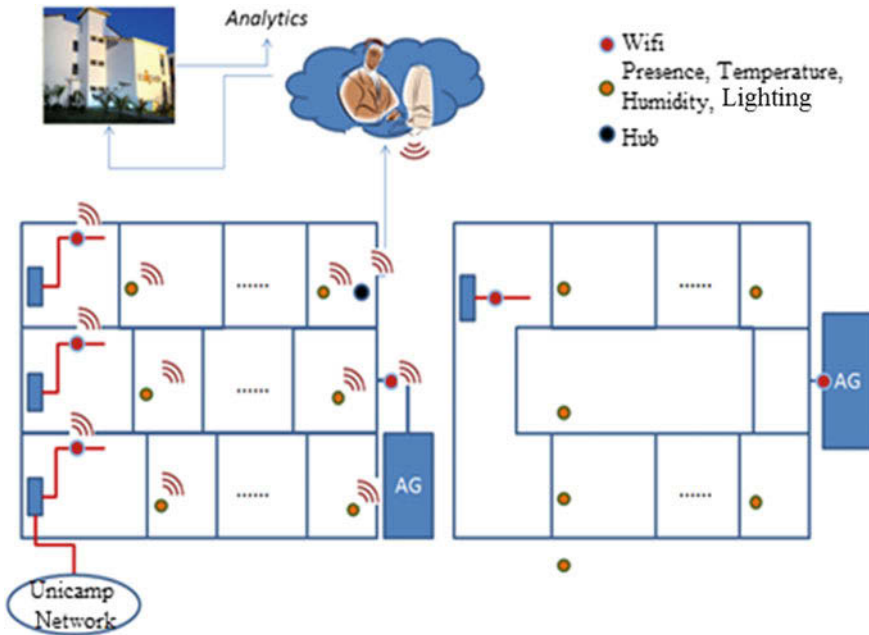 Analytics
Wifi
Presence, Temperature,
Humidity, Lighting
Hub
......
......
......
AG
......
......
AG
Unicamp
Network